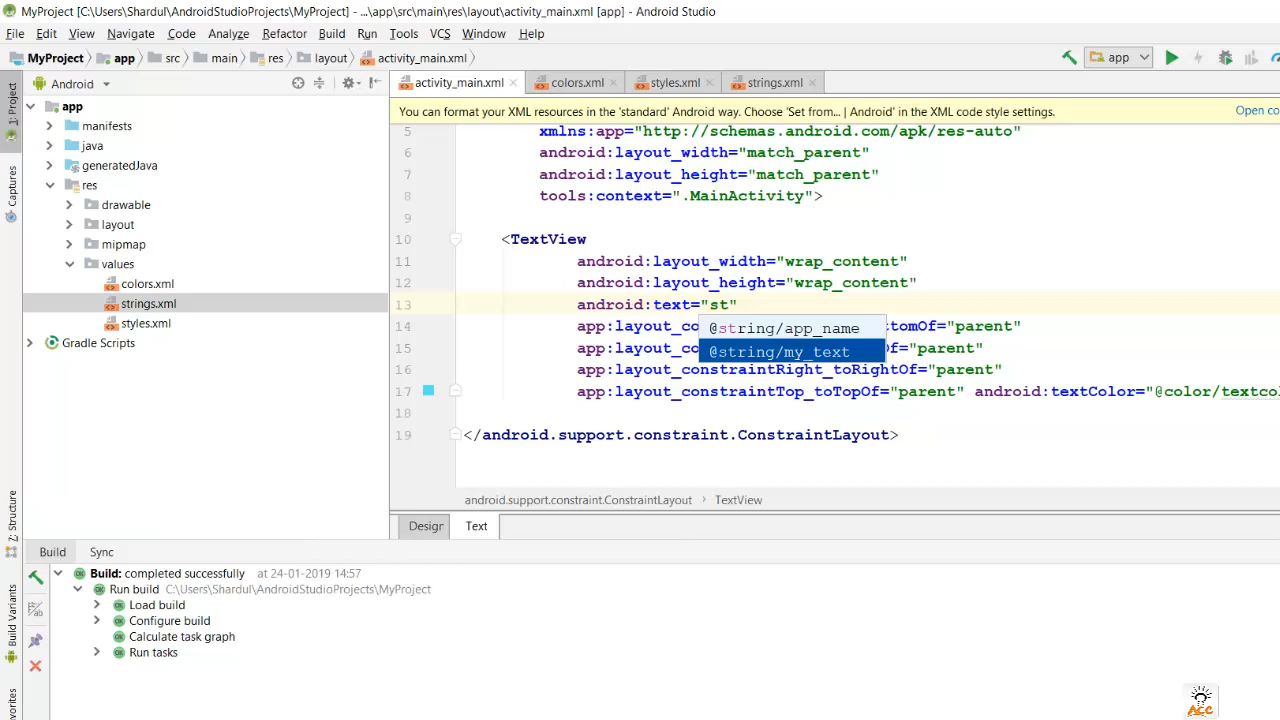 MyProject [C:\Users\Shardul\AndroidStudioProjects\MyProject] - ...\app\src\main\res\layout\activity_main.xml [app] - Android Studio
File Edit View Navigate Code Analyze Refactor Build Run Tools VCS Window Help
MyProject app src main res layout activity_main.xml app
Android activity_main.xml colors.xml styles.xml strings.xml
1: Project
Captures
Z: Structure
Build Variants
avorites
app
manifests
java
generatedJava
res
drawable
layout
mipmap
values
colors.xml
strings.xml
styles.xml
Gradle Scripts
You can format your XML resources in the 'standard' Android way. Choose 'Set from... | Android' in the XML code style settings. Open co
5 xmlns:app="http://schemas.android.com/apk/res-auto"
6 android:layout_width="match_parent"
7 android:layout_height="match_parent"
8 tools:context=".MainActivity">
9
10 <TextView
11 android:layout_width="wrap_content"
12 android:layout_height="wrap_content"
13 android:text="st"
14 app:layout_co tomOf="parent"
@string/app_name
15 app:layout_co Of="parent"
@string/my_text
16 app:layout_constraintRight_toRightOf="parent"
17 app:layout_constraintTop_toTopOf="parent" android:textColor="@color/textcol
18
19 </android.support.constraint.ConstraintLayout>
android.support.constraint.ConstraintLayout › TextView
Design Text
Build Sync
Build: completed successfully at 24-01-2019 14:57
Run build C:\Users\Shardul\AndroidStudioProjects\MyProject
Load build
Configure build
Calculate task graph
Run tasks
ACC